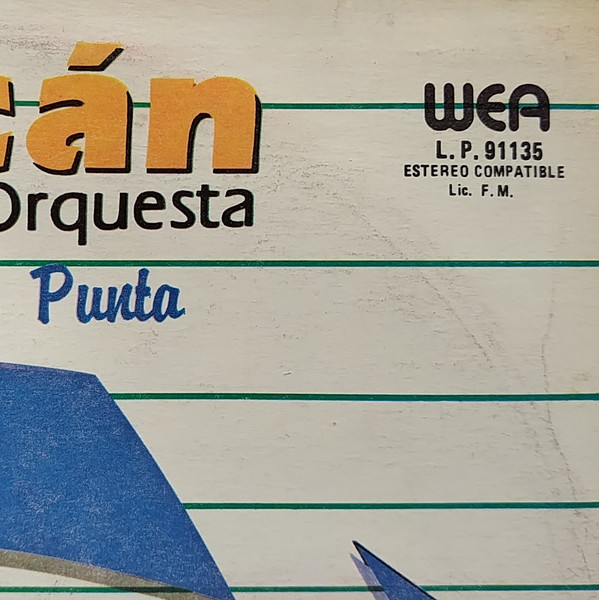 cán
WEA
L.P. 91135
Orquesta
ESTEREO COMPATIBLE
Lic. F.M.
Punta